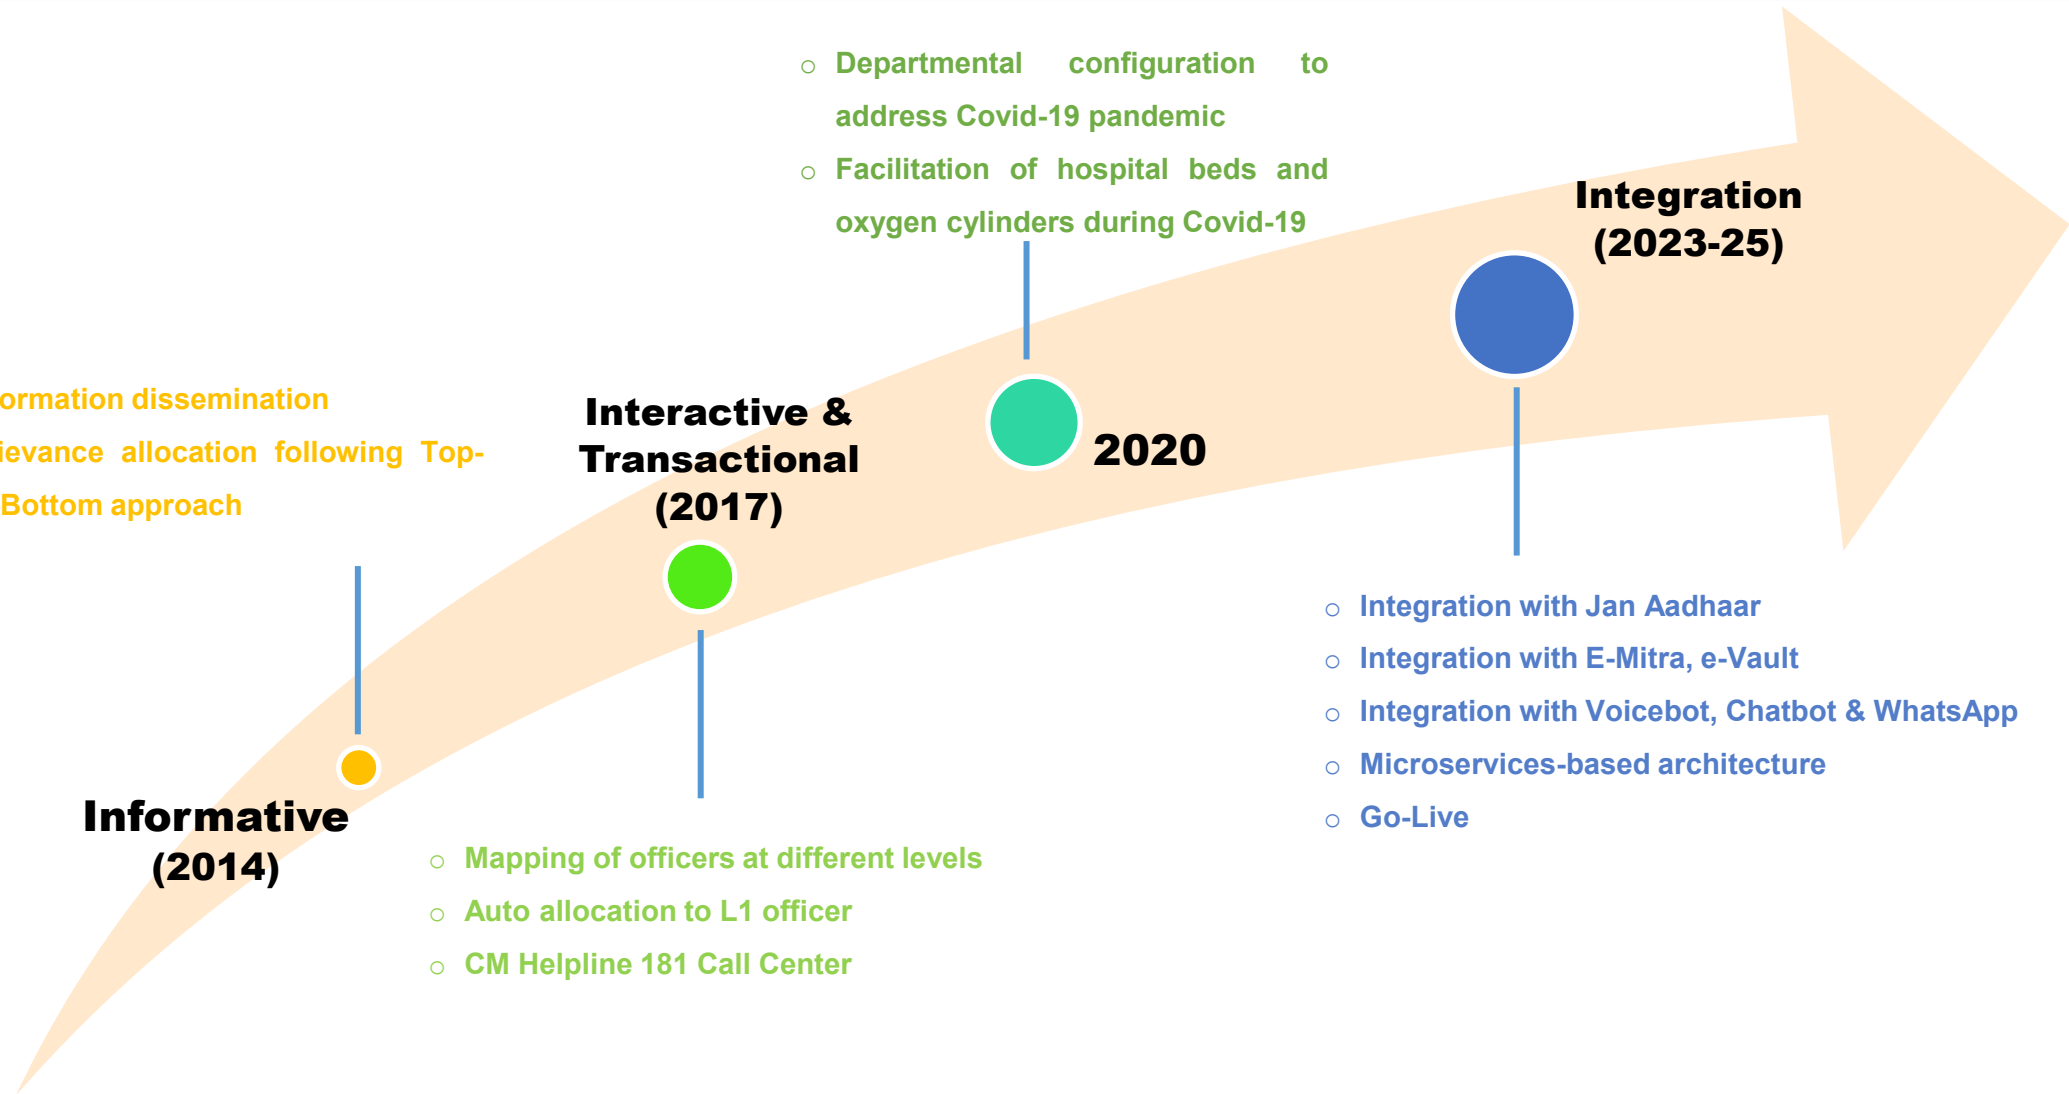 Departmental configuration to
address Covid-19 pandemic
Facilitation of hospital beds and
oxygen cylinders during Covid-19
Integration
(2023-25)
ormation dissemination
ievance allocation following Top-
Bottom approach
Interactive &
Transactional
(2017)
2020
Informative
(2014)
Mapping of officers at different levels
Auto allocation to L1 officer
CM Helpline 181 Call Center
Integration with Jan Aadhaar
Integration with E-Mitra, e-Vault
Integration with Voicebot, Chatbot & WhatsApp
Microservices-based architecture
Go-Live